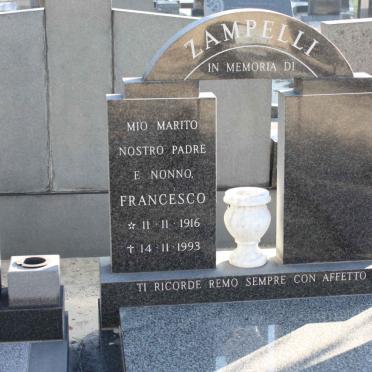 ZAMPELLI
IN MEMORIA DI
MIO MARITO
NOSTRO PADRE
E NONNO,
FRANCESCO
☆ 11·11·1916
✝ 14·11·1993
TI RICORDE REMO SEMPRE CON AFFETTO